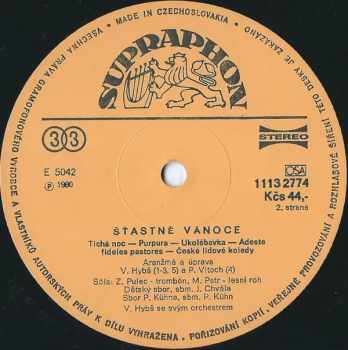 VŠECHNA PRÁVA GRAMOFONOVÉHO VÝROBCE A VLASTNÍKŮ AUTORSKÝCH PRÁV K DÍLU VYHRAŽENA. • POŘIZOVÁNÍ KOPIÍ, VEŘEJNÉ PROVOZOVÁNÍ A ROZHLASOVÉ ŠÍŘENÍ TÉTO DESKY JE ZAKÁZÁNO
• MADE IN CZECHOSLOVAKIA •
SUPRAPHON
33
STEREO
E 5042
Ⓟ 1980
OSA
1113 2774
Kčs 44,-
2. strana
ŠŤASTNÉ VÁNOCE
Tichá noc — Purpura — Ukolébavka — Adeste
fideles pastores — České lidové koledy
Aranžmá a úprava
V. Hybš (1-3, 5) a P. Vítoch (4)
Sóla: Z. Pulec - trombón, M. Petr - lesní roh
Dětský sbor, sbm. J. Chvála
Sbor P. Kühna, sbm. P. Kühn
V. Hybš se svým orchestrem